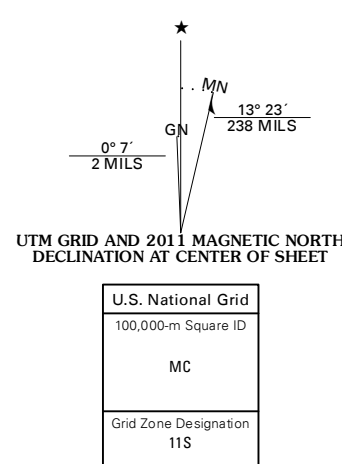 ★
MN
GN
13° 23´
238 MILS
0° 7´
2 MILS
UTM GRID AND 2011 MAGNETIC NORTH
DECLINATION AT CENTER OF SHEET
U.S. National Grid
100,000-m Square ID
MC
Grid Zone Designation
11S